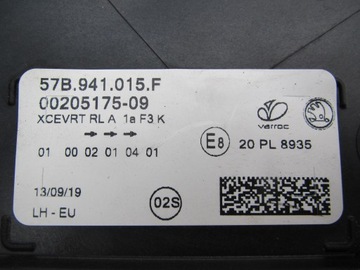 57B.941.015.F
00205175-09
XCEVRT RL A 1a F3 K
01 00 02 01 04 01
varroc
E8
20 PL 8935
13/09/19
LH - EU
02S